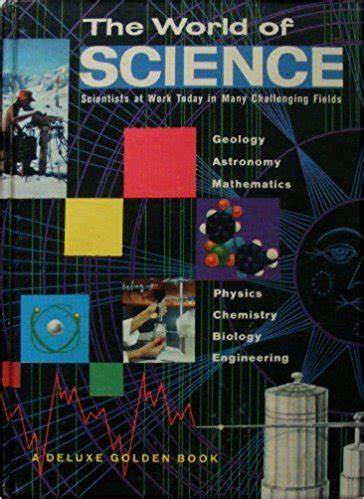 The World of
SCIENCE
Scientists at Work Today in Many Challenging Fields
Geology
Astronomy
Mathematics
Physics
Chemistry
Biology
Engineering
A DELUXE GOLDEN BOOK